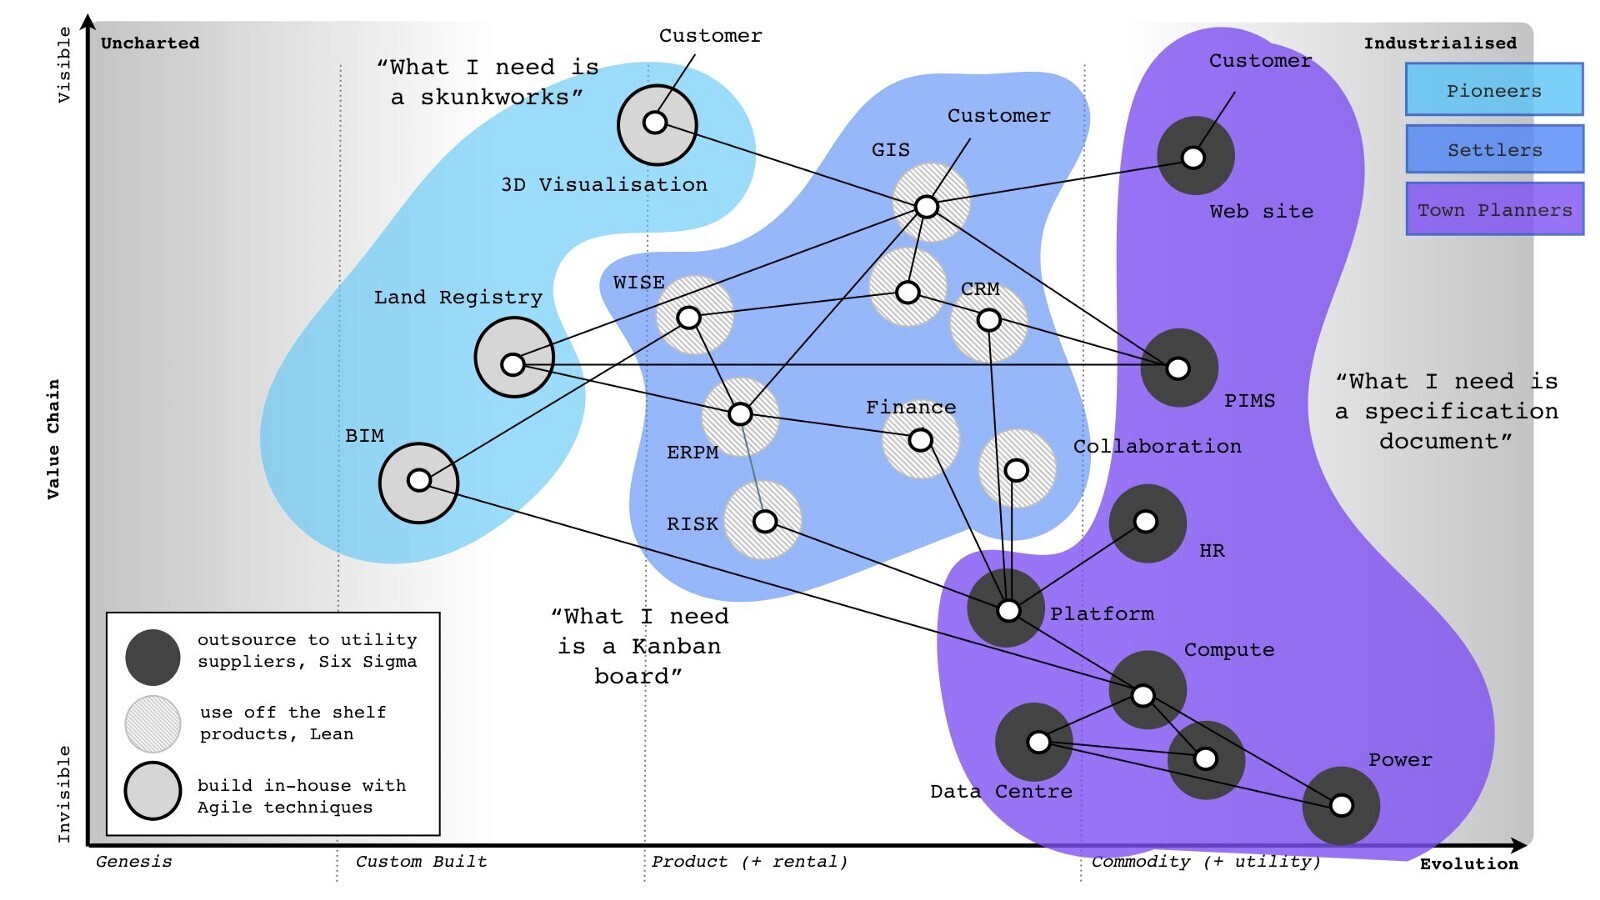 Visible
Uncharted
Customer
Industrialised
“What I need is
a skunkworks”
Customer
Pioneers
Customer
GIS
Settlers
3D Visualisation
Web site
Town Planners
WISE
CRM
Land Registry
“What I need is
a specification
document”
PIMS
Value Chain
Finance
BIM
ERPM
Collaboration
RISK
HR
“What I need
is a Kanban
board”
Platform
outsource to utility
suppliers, Six Sigma
Compute
use off the shelf
products, Lean
Power
Invisible
build in-house with
Agile techniques
Data Centre
Genesis
Custom Built
Product (+ rental)
Commodity (+ utility)
Evolution